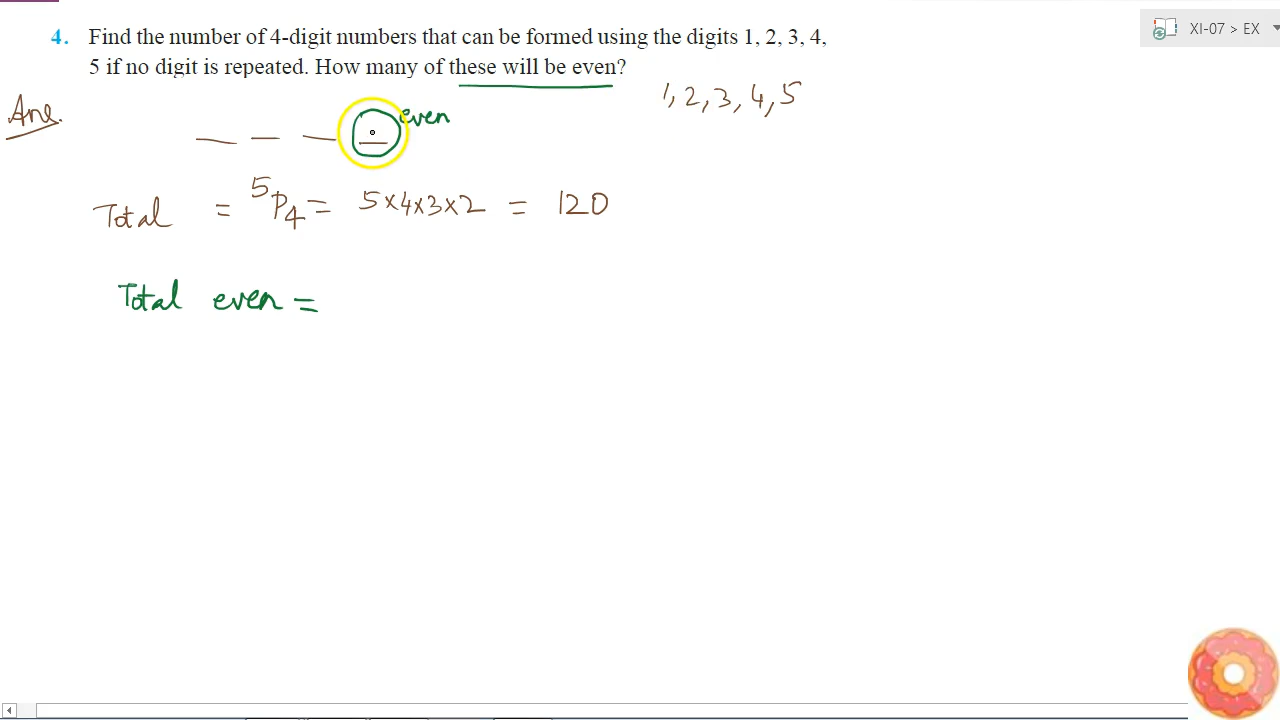 XI-07 > EX
4. Find the number of 4-digit numbers that can be formed using the digits 1, 2, 3, 4,
5 if no digit is repeated. How many of these will be even?
1, 2, 3, 4, 5
Ans.
even
Total = ⁵P₄ = 5×4×3×2 = 120
Total even =